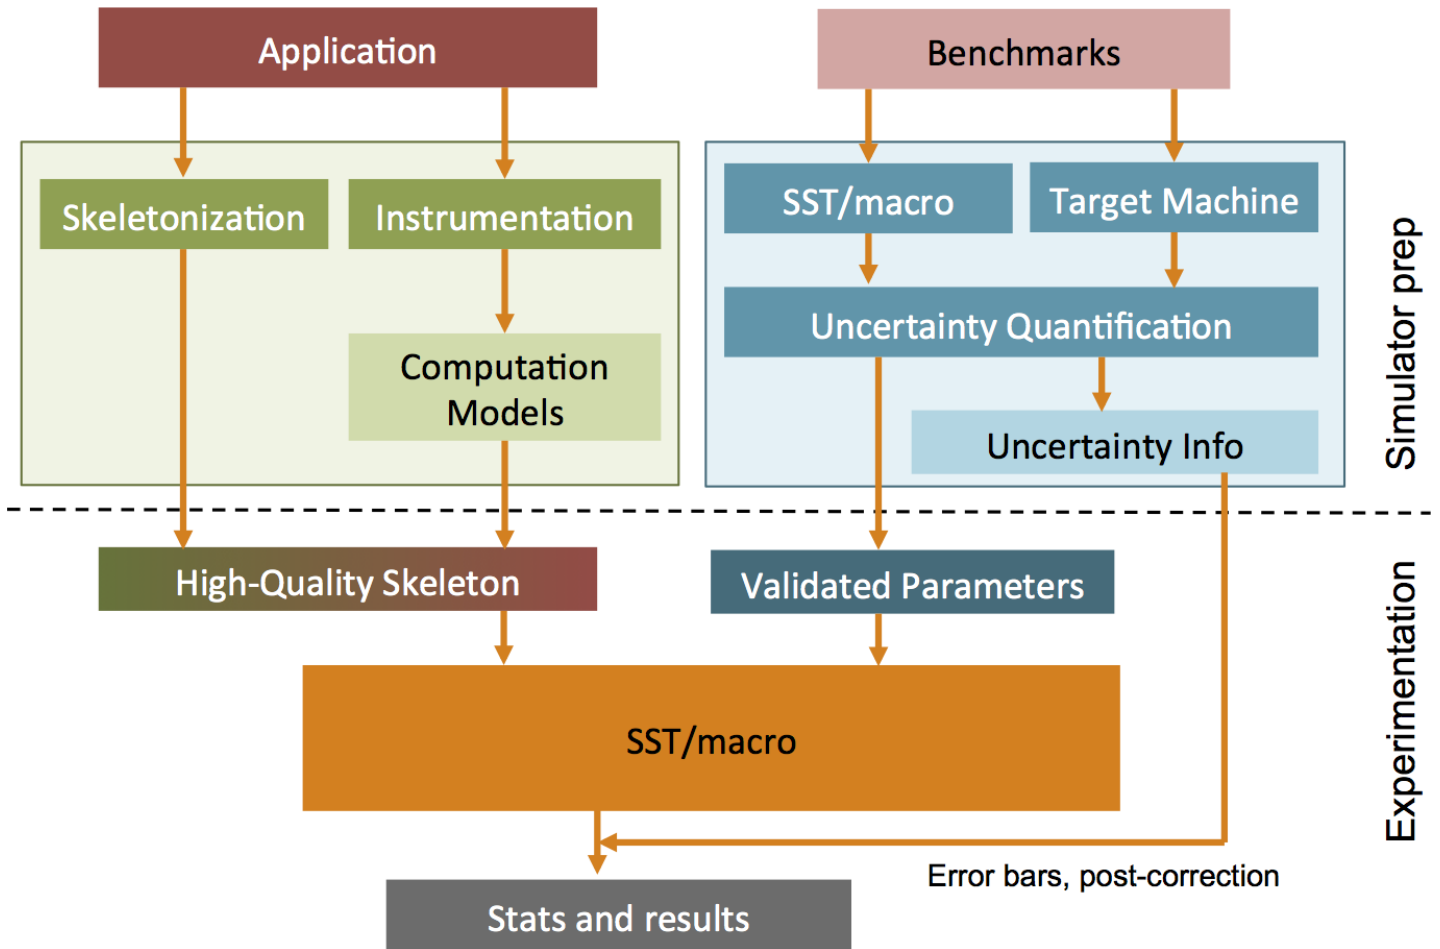 Application
Benchmarks
Skeletonization
Instrumentation
SST/macro
Target Machine
Computation
Models
Uncertainty Quantification
Uncertainty Info
Simulator prep
High-Quality Skeleton
Validated Parameters
SST/macro
Experimentation
Error bars, post-correction
Stats and results